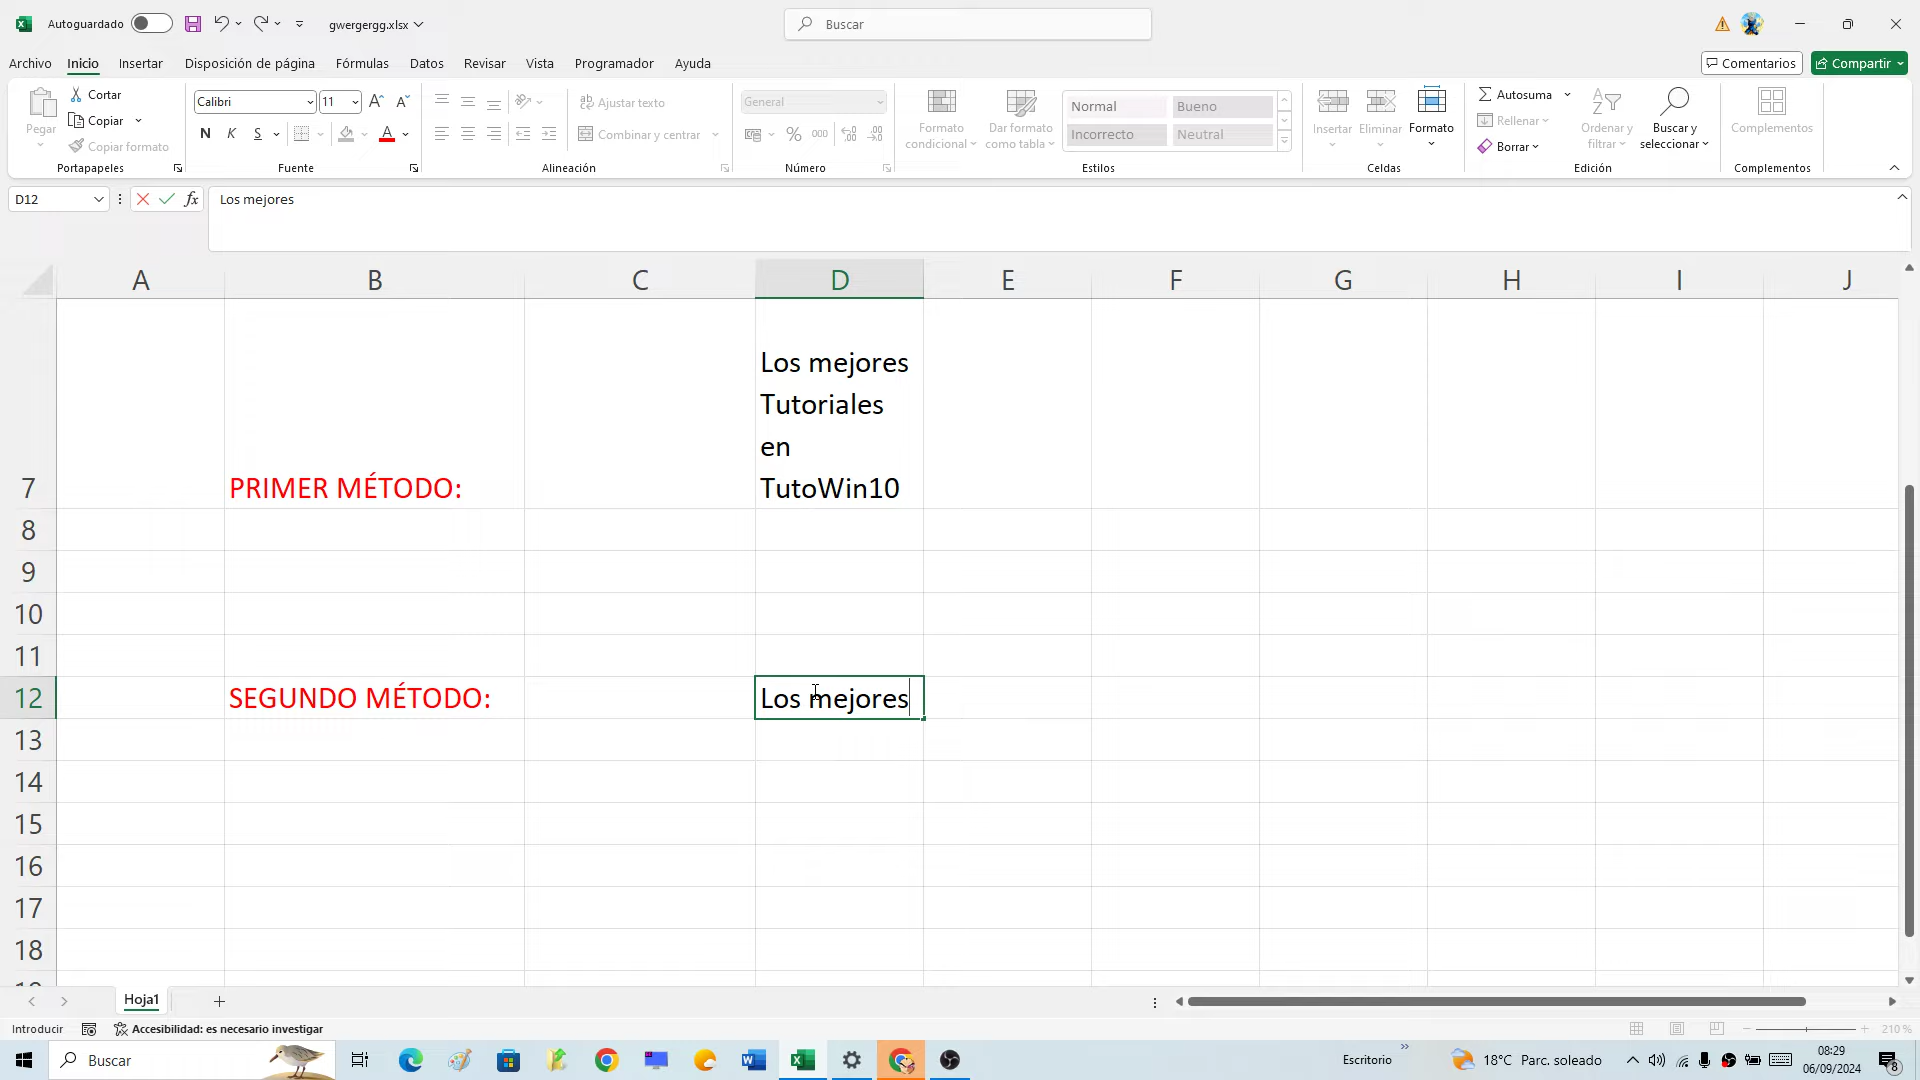 Autoguardado
gwergergg.xlsx
Buscar
Archivo Inicio Insertar Disposición de página Fórmulas Datos Revisar Vista Programador Ayuda
Comentarios Compartir
Pegar
Cortar
Copiar
Copiar formato
Portapapeles
Calibri 11
N K S
Fuente
Ajustar texto
Combinar y centrar
Alineación
General
% 000
Número
Formato condicional
Dar formato como tabla
Normal Bueno
Incorrecto Neutral
Estilos
Insertar Eliminar Formato
Celdas
Autosuma
Rellenar
Borrar
Ordenar y filtrar
Buscar y seleccionar
Edición
Complementos
Complementos
D12 fx Los mejores
A B C D E F G H I J
Los mejores
Tutoriales
en
7 PRIMER MÉTODO: TutoWin10
8
9
10
11
12 SEGUNDO MÉTODO: Los mejores
13
14
15
16
17
18
Hoja1
Introducir Accesibilidad: es necesario investigar 210 %
Buscar
Escritorio
18°C Parc. soleado
08:29
06/09/2024
8